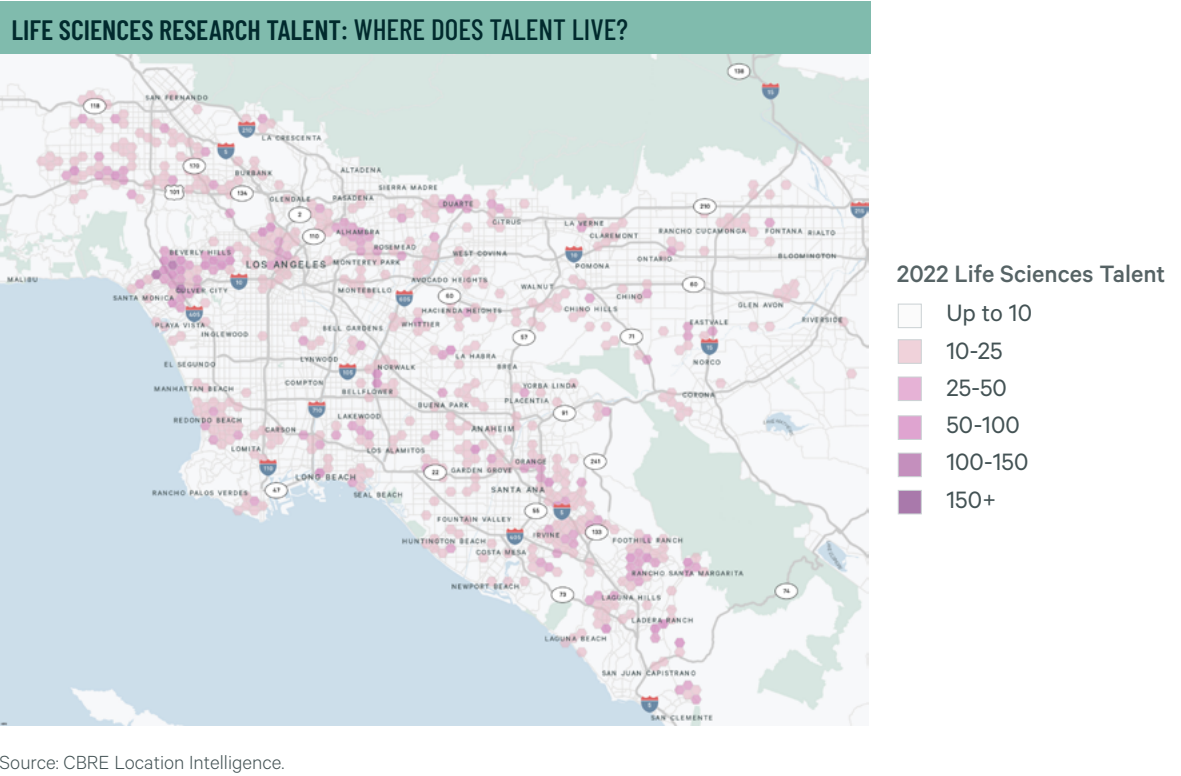 LIFE SCIENCES RESEARCH TALENT: WHERE DOES TALENT LIVE?
138
15
SAN FERNANDO
118
210
LA CRESCENTA
5
170
BURBANK
ALTADENA
101
134
SIERRA MADRE
GLENDALE
PASADENA
DUARTE
210
210
2
CITRUS
LA VERNE
110
ALHAMBRA
CLAREMONT
RANCHO CUCAMONGA
FONTANA
RIALTO
ROSEMEAD
BEVERLY HILLS
WEST COVINA
10
ONTARIO
BLOOMINGTON
LOS ANGELES
MONTEREY PARK
POMONA
MALIBU
10
AVOCADO HEIGHTS
WALNUT
60
CULVER CITY
MONTEBELLO
605
60
CHINO
SANTA MONICA
GLEN AVON
405
HACIENDA HEIGHTS
CHINO HILLS
PLAYA VISTA
INGLEWOOD
BELL GARDENS
WHITTIER
EASTVALE
RIVERSIDE
57
71
15
EL SEGUNDO
LYNWOOD
LA HABRA
NORCO
105
NORWALK
BREA
MANHATTAN BEACH
COMPTON
BELLFLOWER
YORBA LINDA
CORONA
PLACENTIA
710
BUENA PARK
91
REDONDO BEACH
LAKEWOOD
CARSON
ANAHEIM
LOMITA
LOS ALAMITOS
110
22
GARDEN GROVE
ORANGE
241
LONG BEACH
RANCHO PALOS VERDES
47
SEAL BEACH
SANTA ANA
55
5
FOUNTAIN VALLEY
HUNTINGTON BEACH
405
IRVINE
133
FOOTHILL RANCH
COSTA MESA
RANCHO SANTA MARGARITA
NEWPORT BEACH
73
74
LAGUNA HILLS
LADERA RANCH
LAGUNA BEACH
SAN JUAN CAPISTRANO
5
SAN CLEMENTE
2022 Life Sciences Talent
Up to 10
10-25
25-50
50-100
100-150
150+
Source: CBRE Location Intelligence.